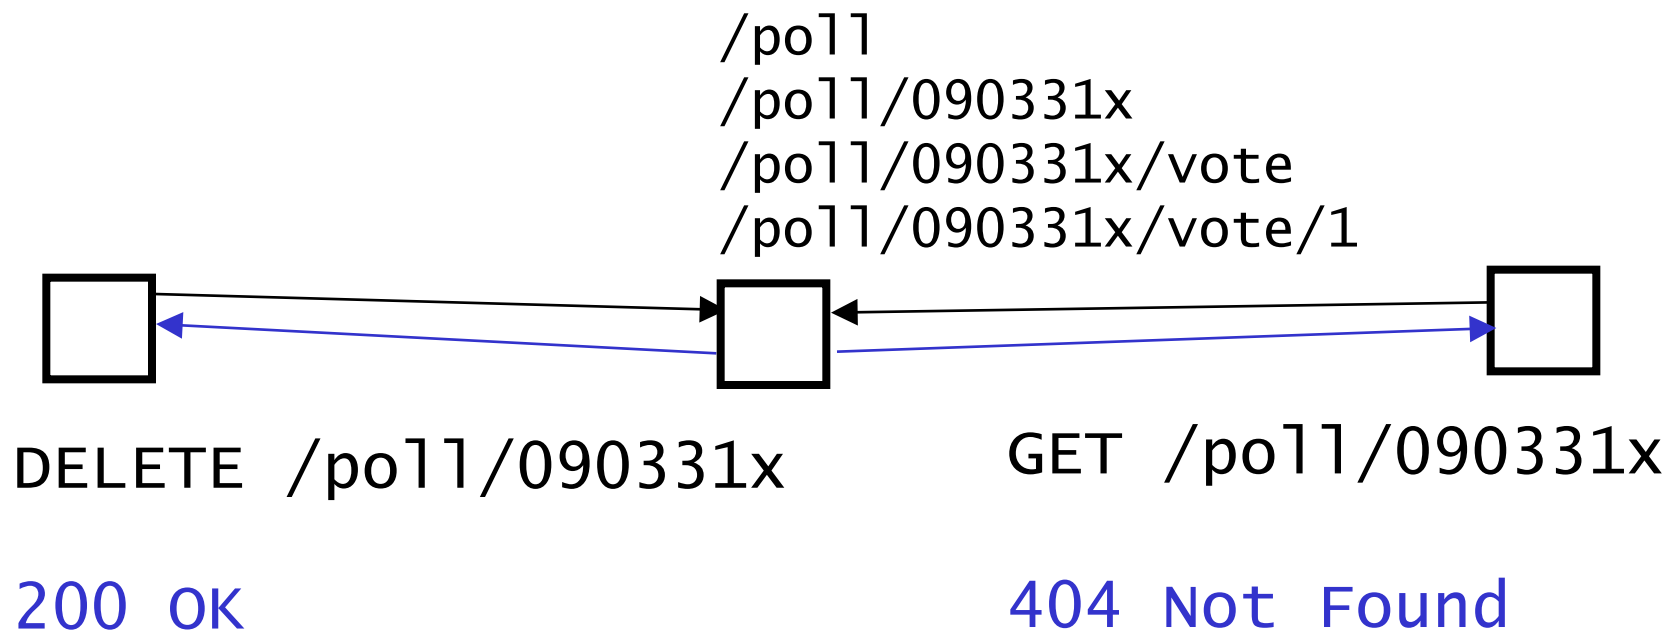 /poll
/poll/090331x
/poll/090331x/vote
/poll/090331x/vote/1
DELETE /poll/090331x
GET /poll/090331x
200 OK
404 Not Found